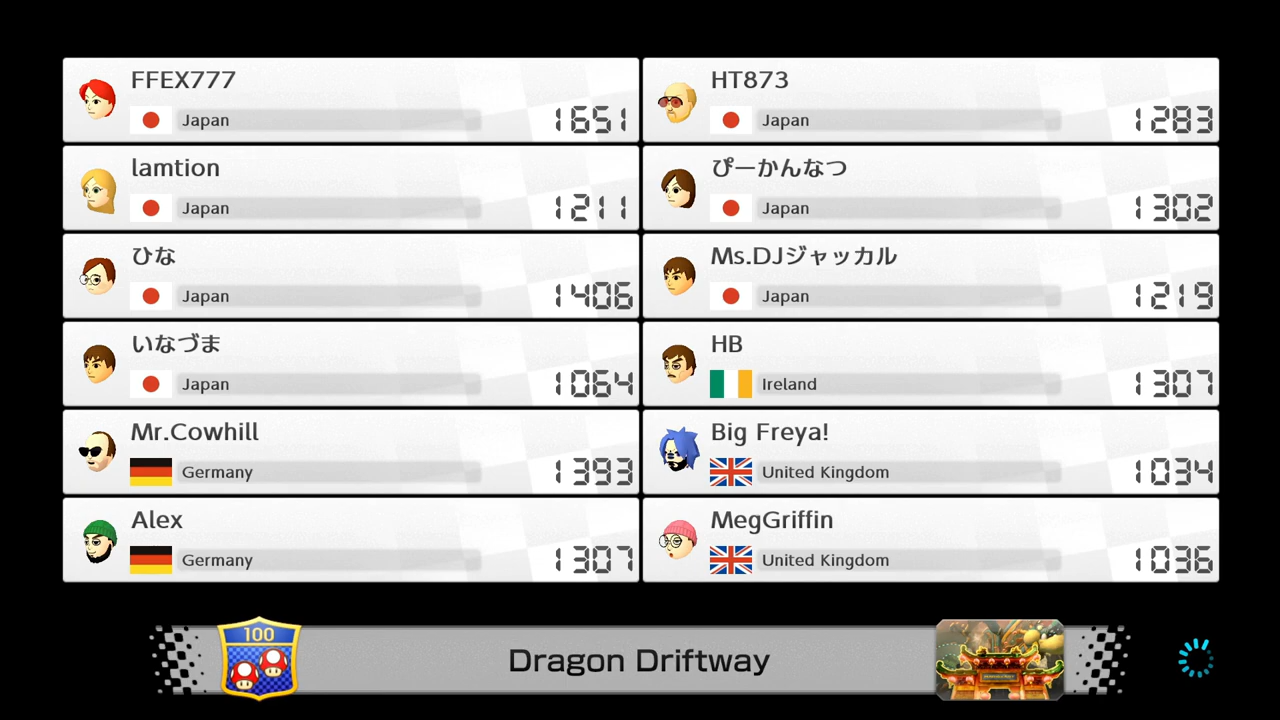 FFEX777
Japan 1651
HT873
Japan 1283
lamtion
Japan 1211
ぴーかんなつ
Japan 1302
ひな
Japan 1406
Ms.DJジャッカル
Japan 1219
いなづま
Japan 1064
HB
Ireland 1307
Mr.Cowhill
Germany 1393
Big Freya!
United Kingdom 1034
Alex
Germany 1307
MegGriffin
United Kingdom 1036
100
Dragon Driftway